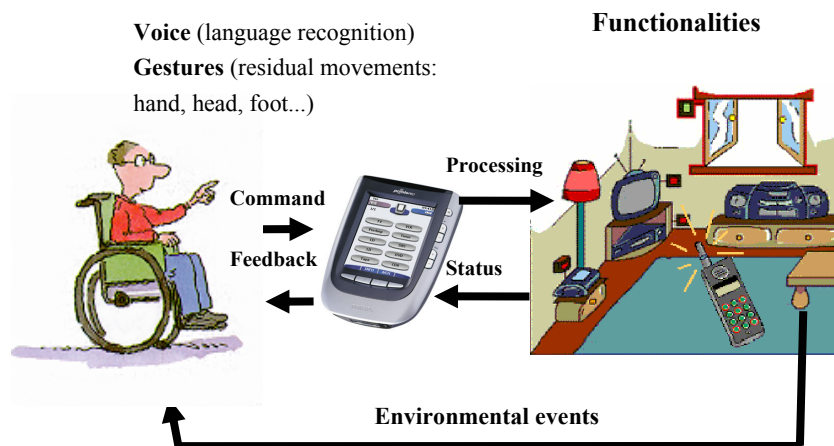 Functionalities
Voice (language recognition)
Gestures (residual movements:
hand, head, foot...)
Processing
Command
Feedback
Status
Environmental events